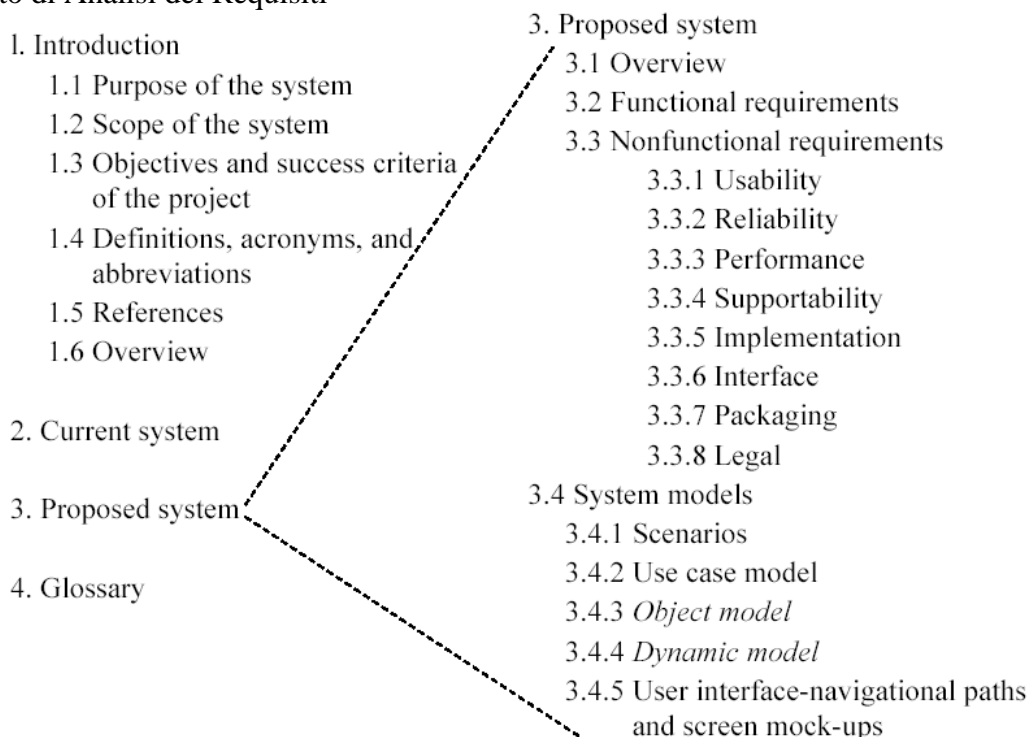 to di Analisi dei Requisiti
l. Introduction
1.1 Purpose of the system
1.2 Scope of the system
1.3 Objectives and success criteria
of the project
1.4 Definitions, acronyms, and
abbreviations
1.5 References
1.6 Overview
2. Current system
3. Proposed system
4. Glossary
3. Proposed system
3.1 Overview
3.2 Functional requirements
3.3 Nonfunctional requirements
3.3.1 Usability
3.3.2 Reliability
3.3.3 Performance
3.3.4 Supportability
3.3.5 Implementation
3.3.6 Interface
3.3.7 Packaging
3.3.8 Legal
3.4 System models
3.4.1 Scenarios
3.4.2 Use case model
3.4.3 Object model
3.4.4 Dynamic model
3.4.5 User interface-navigational paths
and screen mock-ups